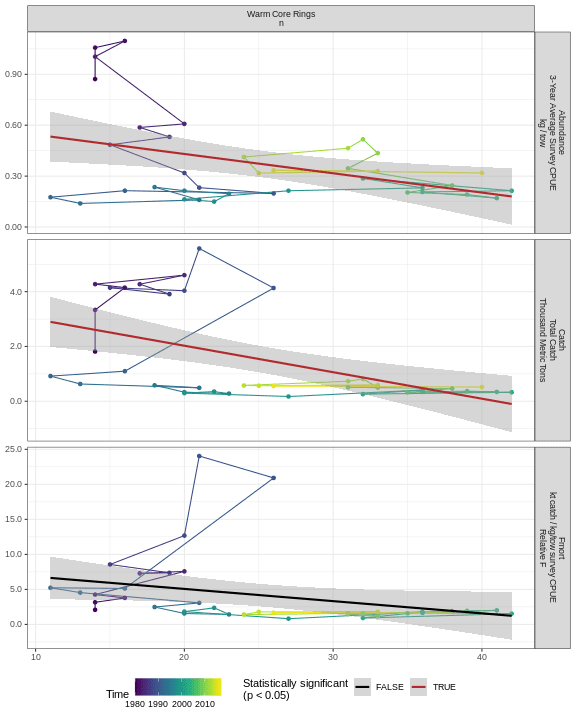 Warm Core Rings
n
0.90
0.60
0.30
0.00
Abundance
3-Year Average Survey CPUE
kg / tow
4.0
2.0
0.0
Catch
Total Catch
Thousand Metric Tons
25.0
20.0
15.0
10.0
5.0
0.0
Fmort
kt catch / kg/tow survey CPUE
Relative F
10 20 30 40
Time
1980 1990 2000 2010
Statistically significant
(p < 0.05)
FALSE TRUE